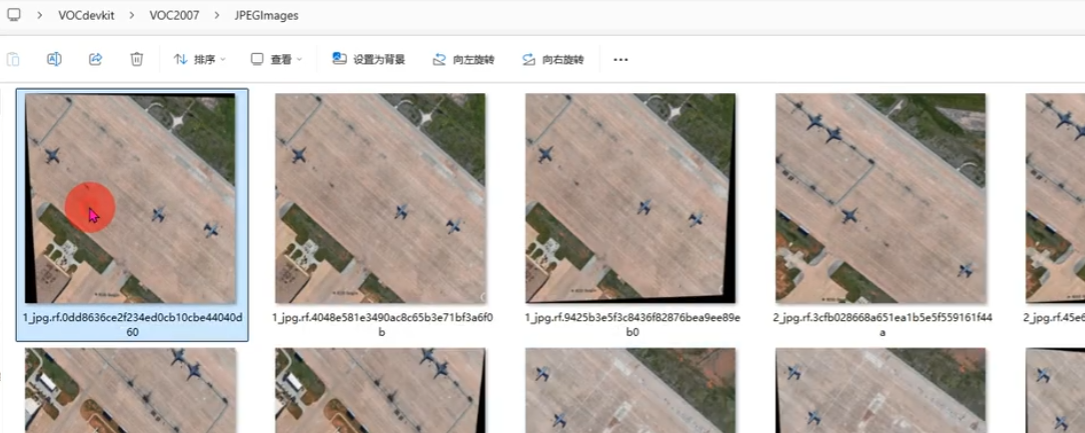 VOCdevkit > VOC2007 > JPEGImages
排序 查看 设置为背景 向左旋转 向右旋转 ...
1_jpg.rf.0dd8636ce2f234ed0cb10cbe44040d
60
1_jpg.rf.4048e581e3490ac8c65b3e71bf3a6f0
b
1_jpg.rf.9425b3e5f3c8436f82876bea9ee89e
b0
2_jpg.rf.3cfb028668a651ea1b5e5f559161f44
a
2_jpg.rf.45e6